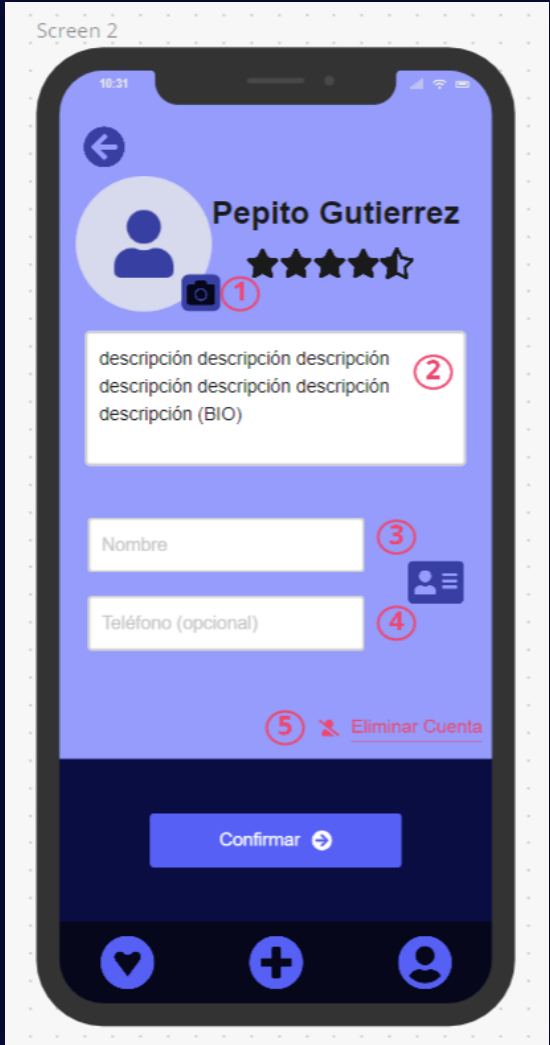 Screen 2
10:31
Pepito Gutierrez
1
descripción descripción descripción
descripción descripción descripción
descripción (BIO)
2
Nombre
3
Teléfono (opcional)
4
5
Eliminar Cuenta
Confirmar